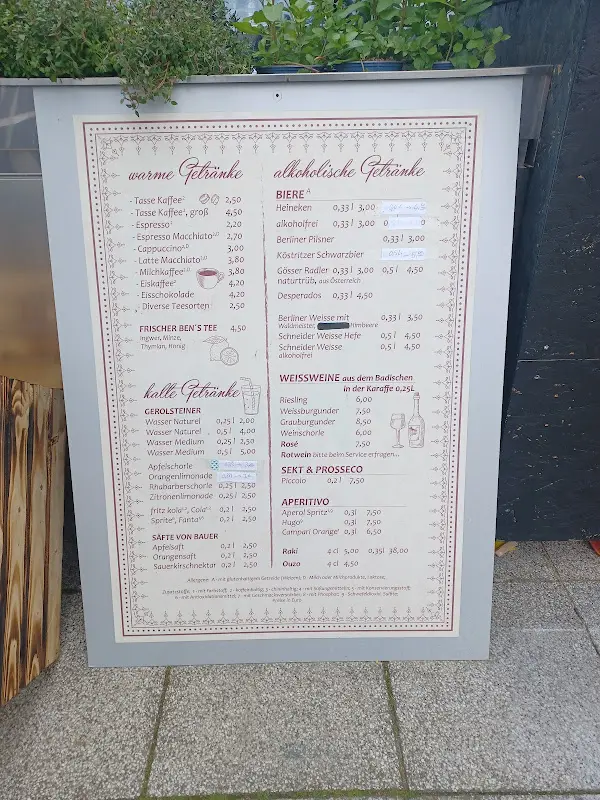 warme Getränke
- Tasse Kaffee 2,50
- Tasse Kaffee, groß 4,50
- Espresso 2,20
- Espresso Macchiato 2,70
- Cappuccino 3,00
- Latte Macchiato 3,80
- Milchkaffee 3,80
- Eiskaffee 4,20
- Eisschokolade 4,20
- Diverse Teesorten 2,50
FRISCHER BEN´S TEE 4,50
Ingwer, Minze,
Thymian, Honig
kalte Getränke
GEROLSTEINER
Wasser Naturel 0,25 l 2,00
Wasser Naturel 0,5 l 4,00
Wasser Medium 0,25 l 2,50
Wasser Medium 0,5 l 5,00
Apfelschorle
Orangenlimonade
Rhabarberschorle 0,25 l 2,50
Zitronenlimonade 0,25 l 2,50
fritz kola, Cola 0,2 l 2,50
Sprite, Fanta 0,2 l 2,50
SÄFTE VON BAUER
Apfelsaft 0,2 l 2,50
Orangensaft 0,2 l 2,50
Sauerkirschnektar 0,2 l 2,50
alkoholische Getränke
BIERE A
Heineken 0,33 l 3,00
alkoholfrei 0,33 l 3,00
Berliner Pilsner 0,33 l 3,00
Köstritzer Schwarzbier
Gösser Radler 0,33 l 3,00 0,5 l 4,50
naturtrüb, aus Österreich
Desperados 0,33 l 4,50
Berliner Weisse mit 0,33 l 3,50
Waldmeister Himbeere
Schneider Weisse Hefe 0,5 l 4,50
Schneider Weisse 0,5 l 4,50
alkoholfrei
WEISSWEINE aus dem Badischen
in der Karaffe 0,25L
Riesling 6,00
Weissburgunder 7,50
Grauburgunder 8,50
Weinschorle 6,00
Rosé 7,50
Rotwein bitte beim Service erfragen...
SEKT & PROSSECO
Piccolo 0,2 l 7,50
APERITIVO
Aperol Spritz 0,3l 7,50
Hugo 0,3l 7,50
Campari Orange 0,3l 6,50
Raki 4 cl 5,00 0,35l 38,00
Ouzo 4 cl 4,50